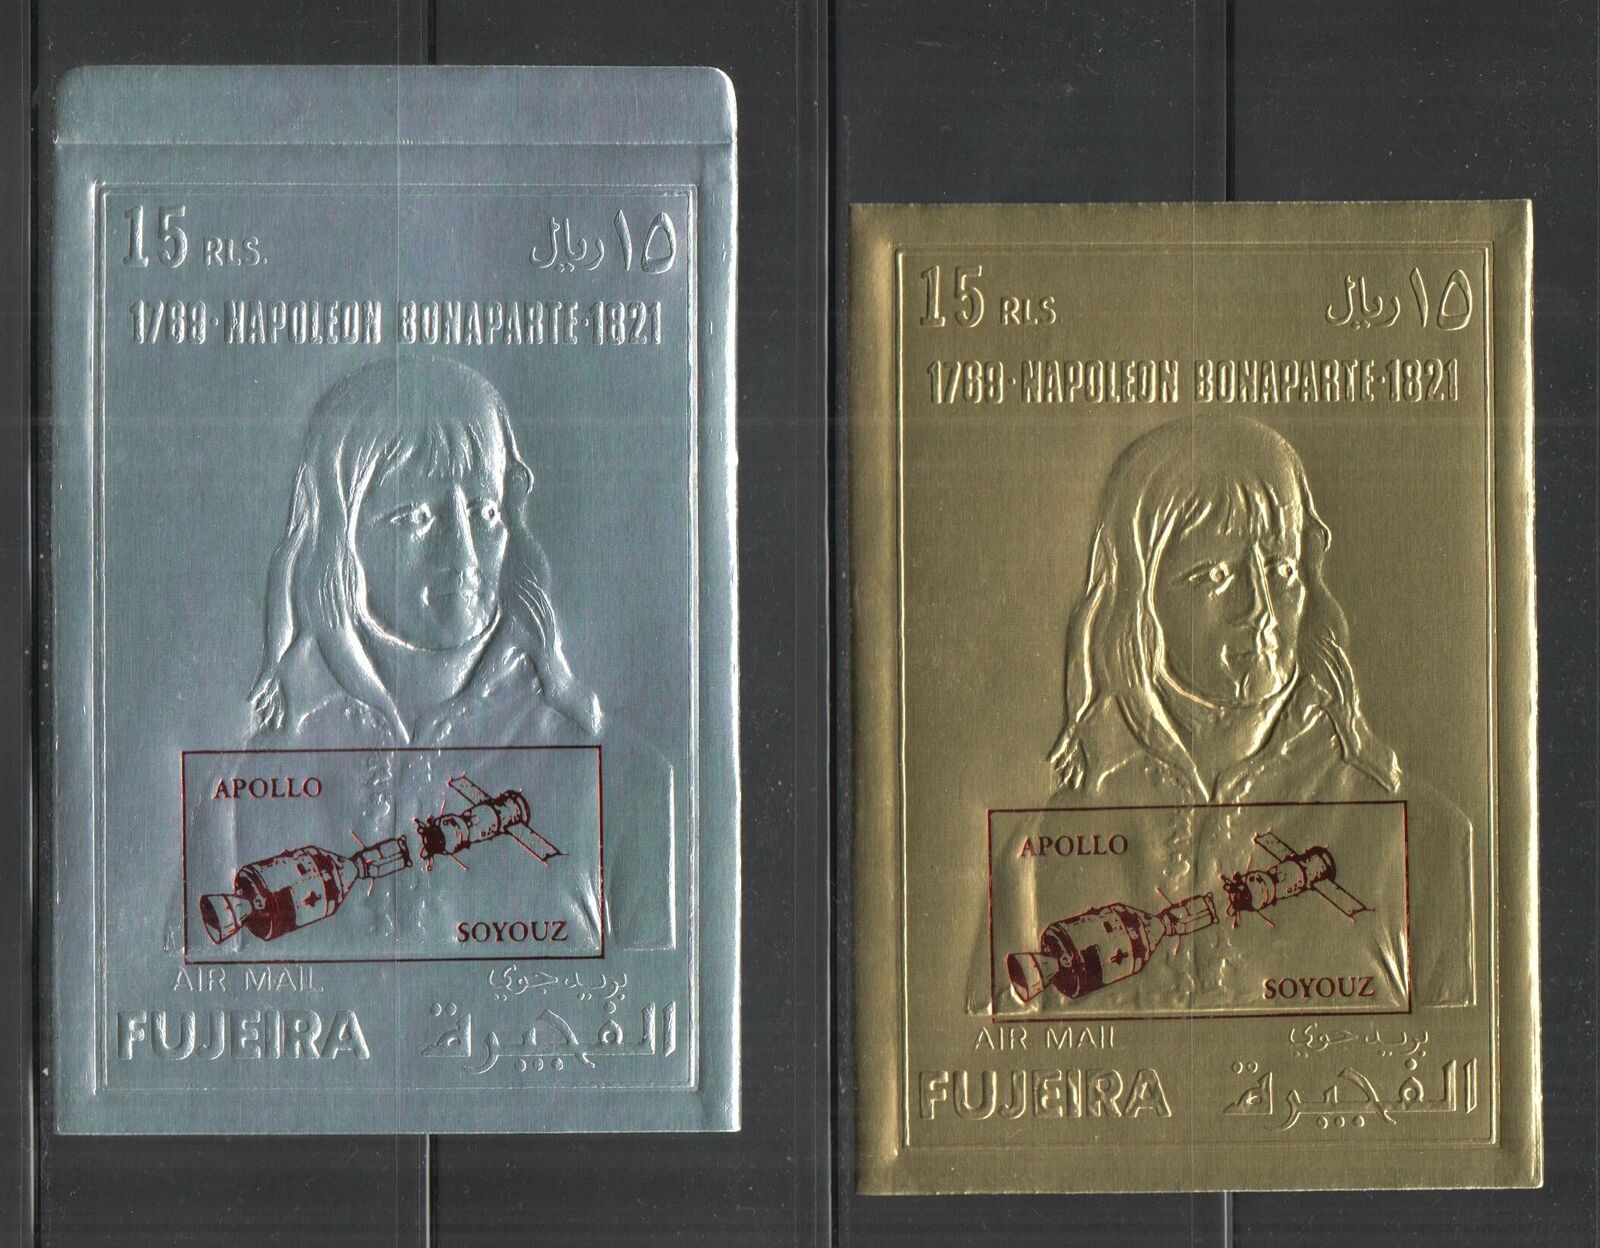 15 RLS. ١٥ ريال
1769·NAPOLEON BONAPARTE·1821
APOLLO
SOYOUZ
AIR MAIL بريد جوي
FUJEIRA الفجيرة
15 RLS ١٥ ريال
1769·NAPOLEON BONAPARTE·1821
APOLLO
SOYOUZ
AIR MAIL بريد جوي
FUJEIRA الفجيرة